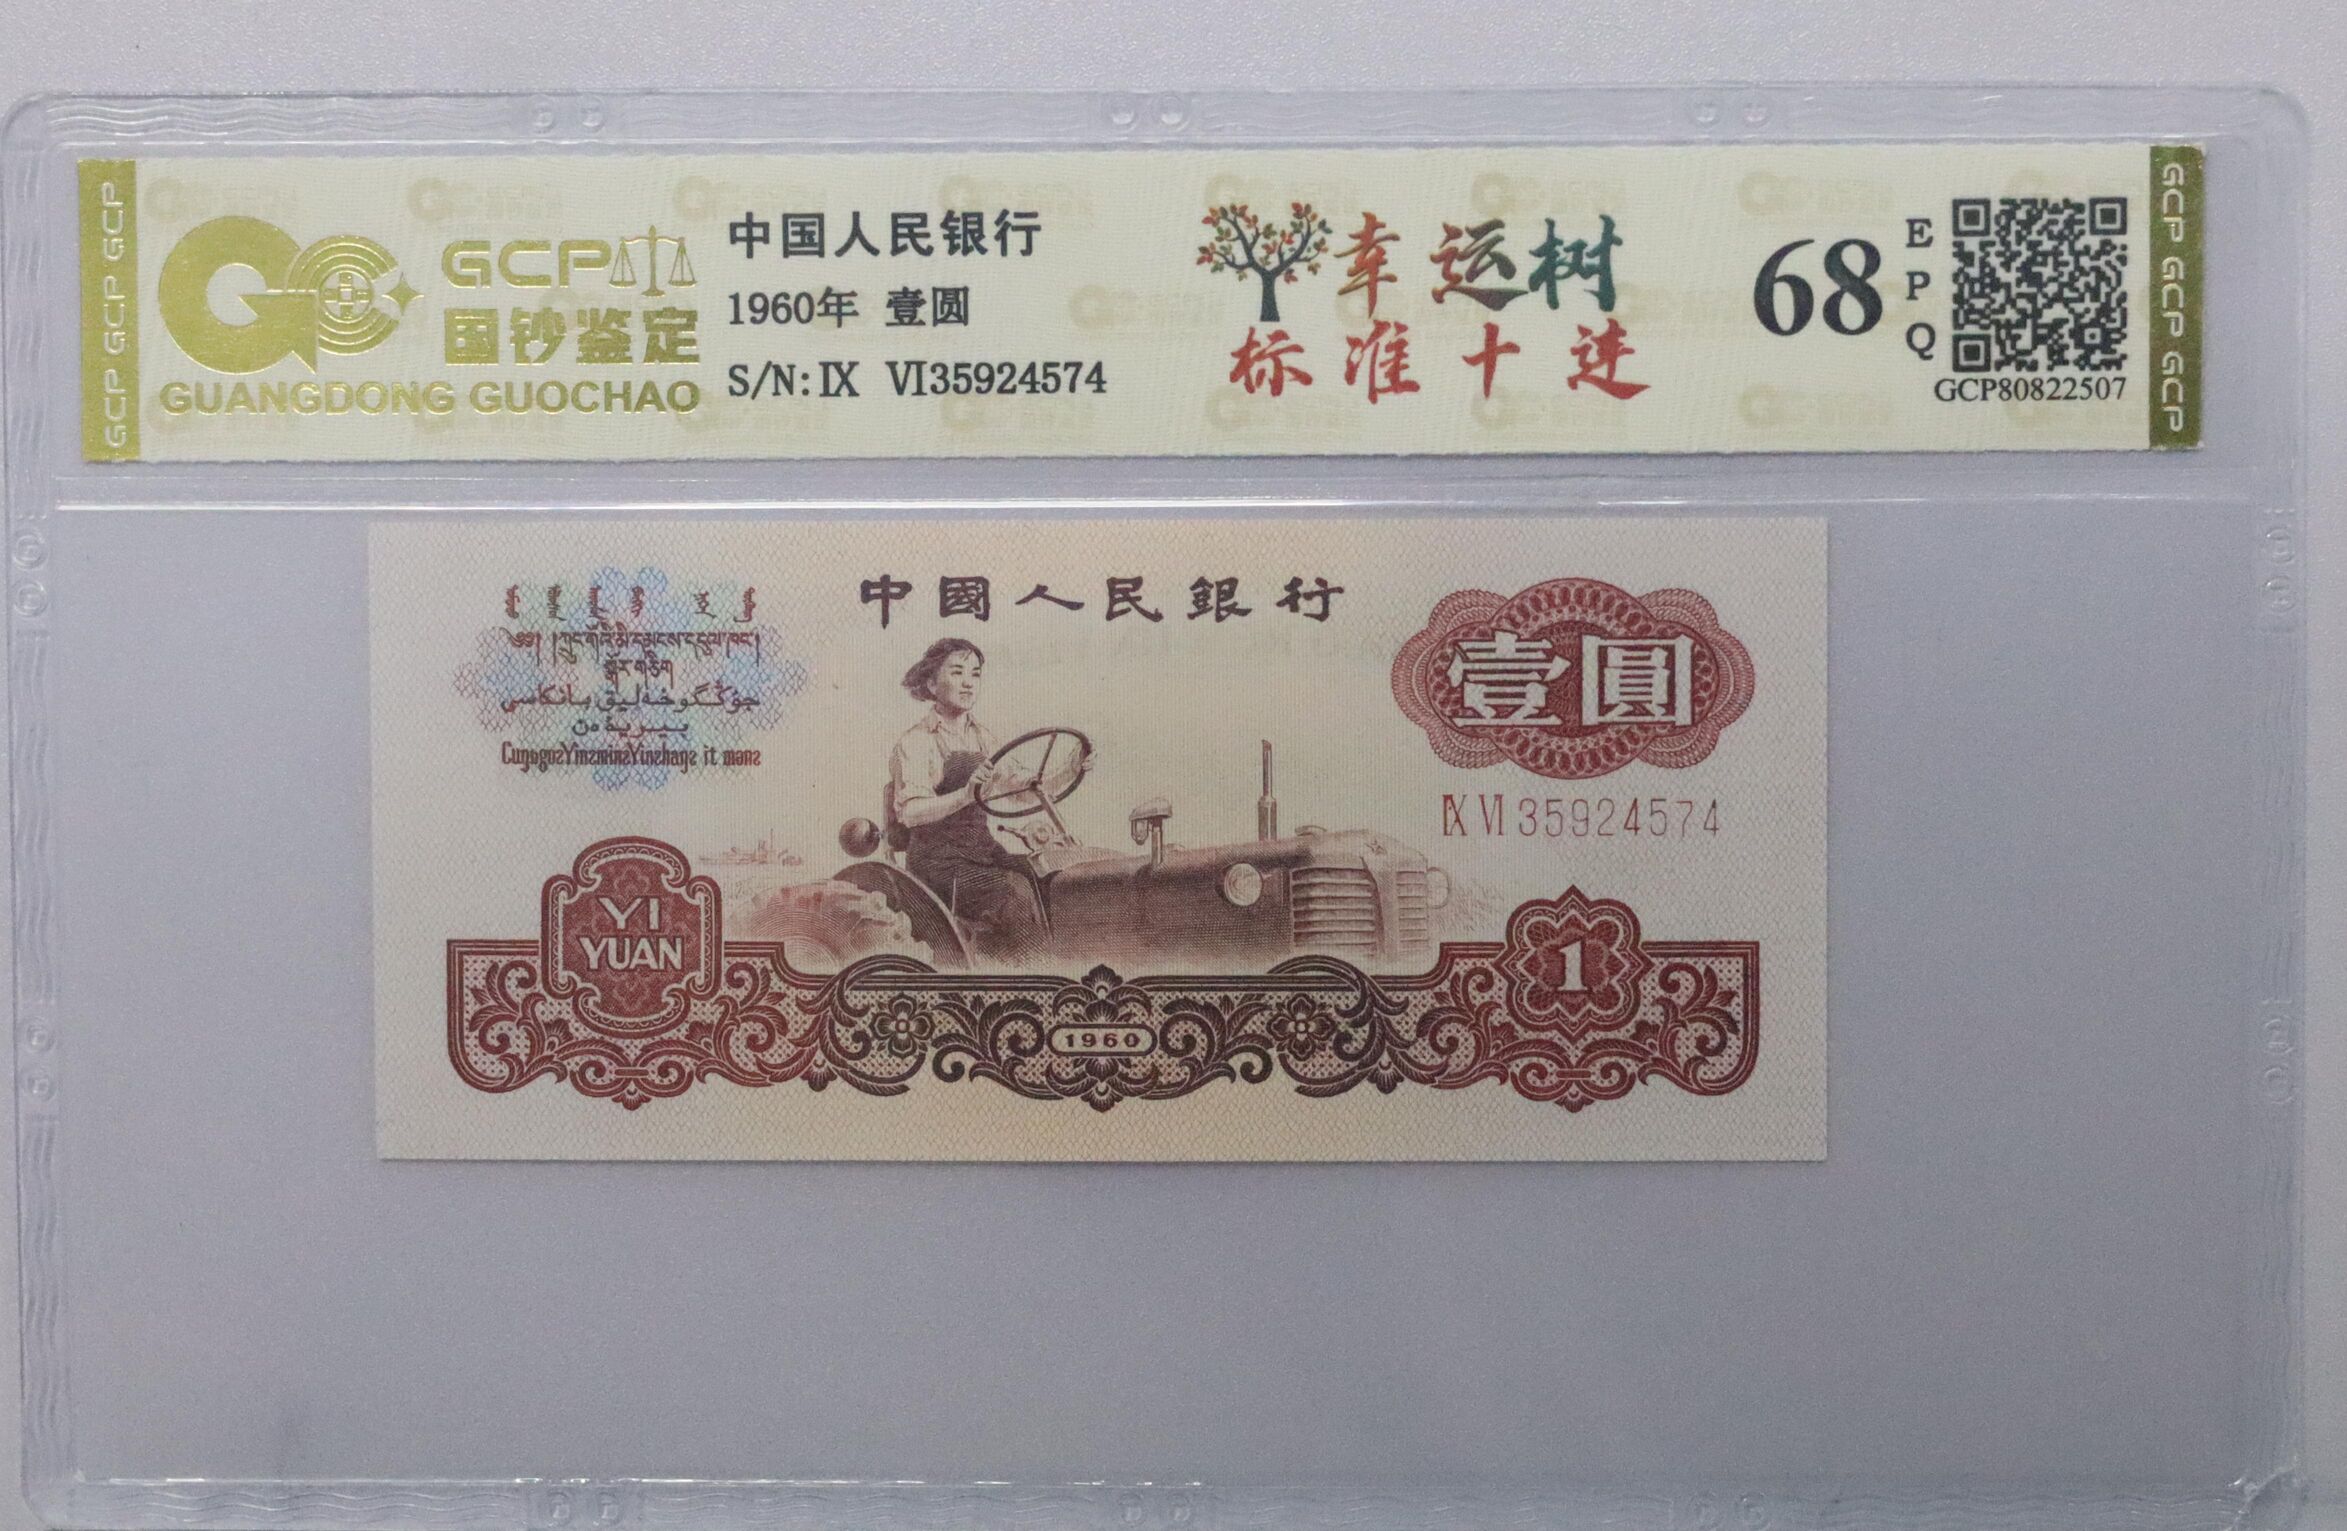 GCP GCP GCP
GCP
国钞鉴定
GUANGDONG GUOCHAO
中国人民银行
1960年 壹圆
S/N: Ⅸ Ⅵ35924574
幸运树
标准十进
68
EPQ
GCP80822507
GCP GCP GCP
中國人民銀行
壹圓
Ⅸ Ⅵ 35924574
YI
YUAN
1960
1